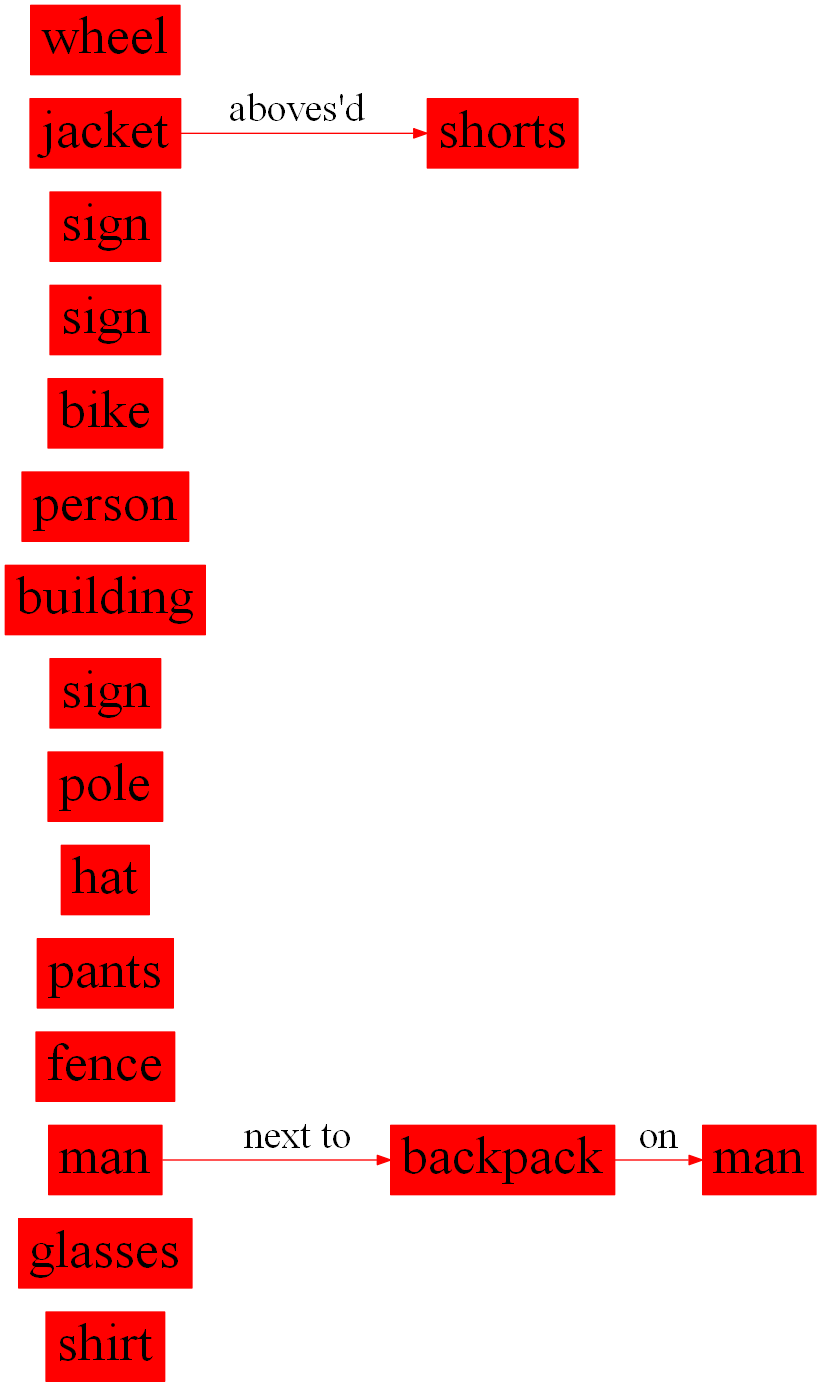 wheel
jacket aboves'd shorts
sign
sign
bike
person
building
sign
pole
hat
pants
fence
man next to backpack on man
glasses
shirt